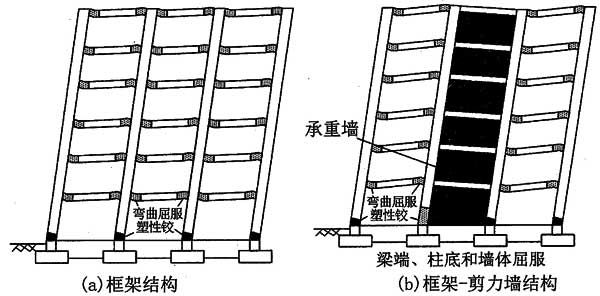 弯曲屈服
塑性铰
(a)框架结构
承重墙
弯曲屈服
塑性铰
梁端、柱底和墙体屈服
(b)框架-剪力墙结构